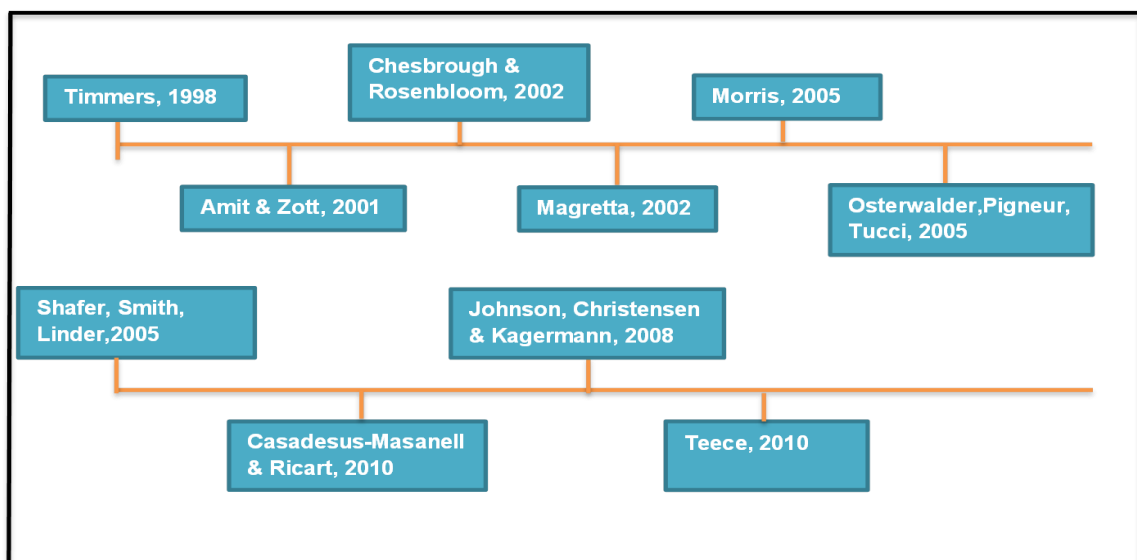 Timmers, 1998
Chesbrough &
Rosenbloom, 2002
Morris, 2005
Amit & Zott, 2001
Magretta, 2002
Osterwalder,Pigneur,
Tucci, 2005
Shafer, Smith,
Linder,2005
Johnson, Christensen
& Kagermann, 2008
Casadesus-Masanell
& Ricart, 2010
Teece, 2010